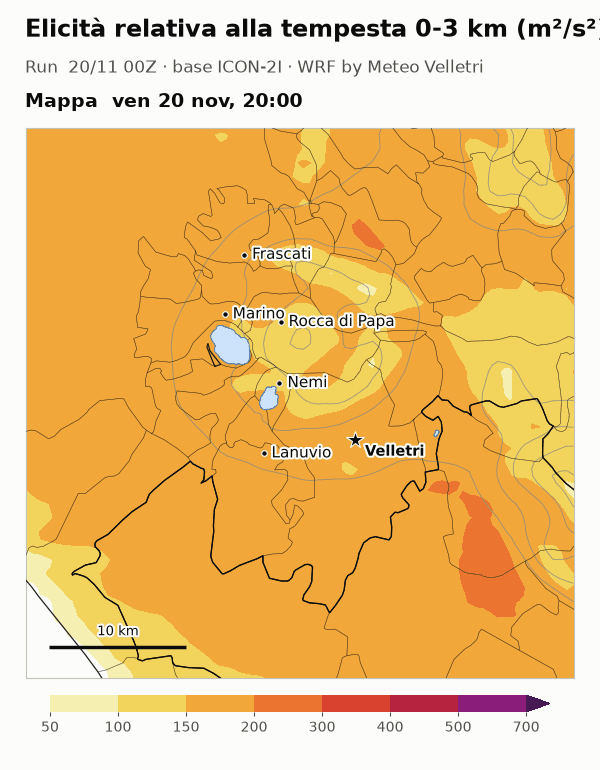 Elicità relativa alla tempesta 0-3 km (m²/s²)
Run 20/11 00Z · base ICON-2I · WRF by Meteo Velletri
Mappa ven 20 nov, 20:00
Frascati
Marino
Rocca di Papa
Nemi
Velletri
Lanuvio
10 km
50 100 150 200 300 400 500 700